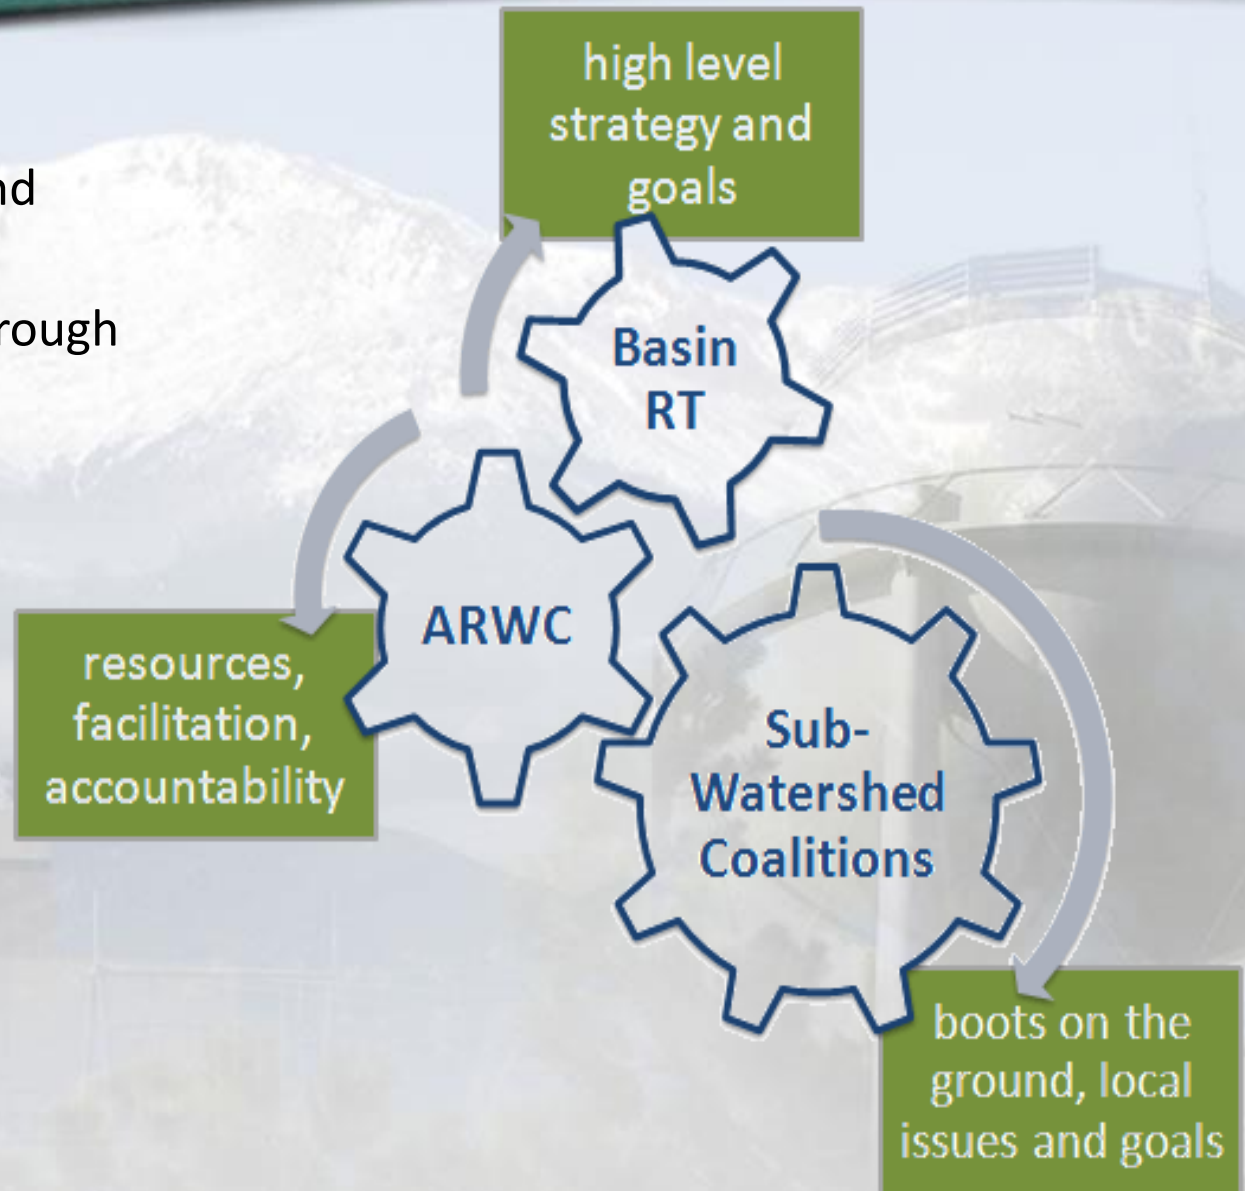 high level
strategy and
goals
nd
rough
Basin
RT
ARWC
resources,
facilitation,
accountability
Sub-
Watershed
Coalitions
boots on the
ground, local
issues and goals